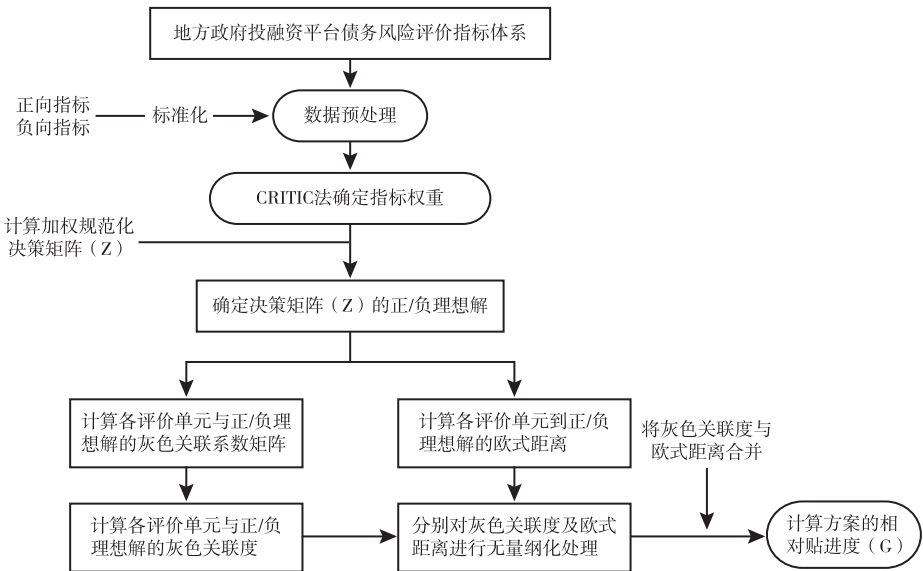 地方政府投融资平台债务风险评价指标体系
正向指标
负向指标
标准化
数据预处理
CRITIC法确定指标权重
计算加权规范化
决策矩阵（Z）
确定决策矩阵（Z）的正/负理想解
计算各评价单元与正/负理
想解的灰色关联系数矩阵
计算各评价单元到正/负
理想解的欧式距离
将灰色关联度与
欧式距离合并
计算各评价单元与正/负
理想解的灰色关联度
分别对灰色关联度及欧式
距离进行无量纲化处理
计算方案的相
对贴进度（G）